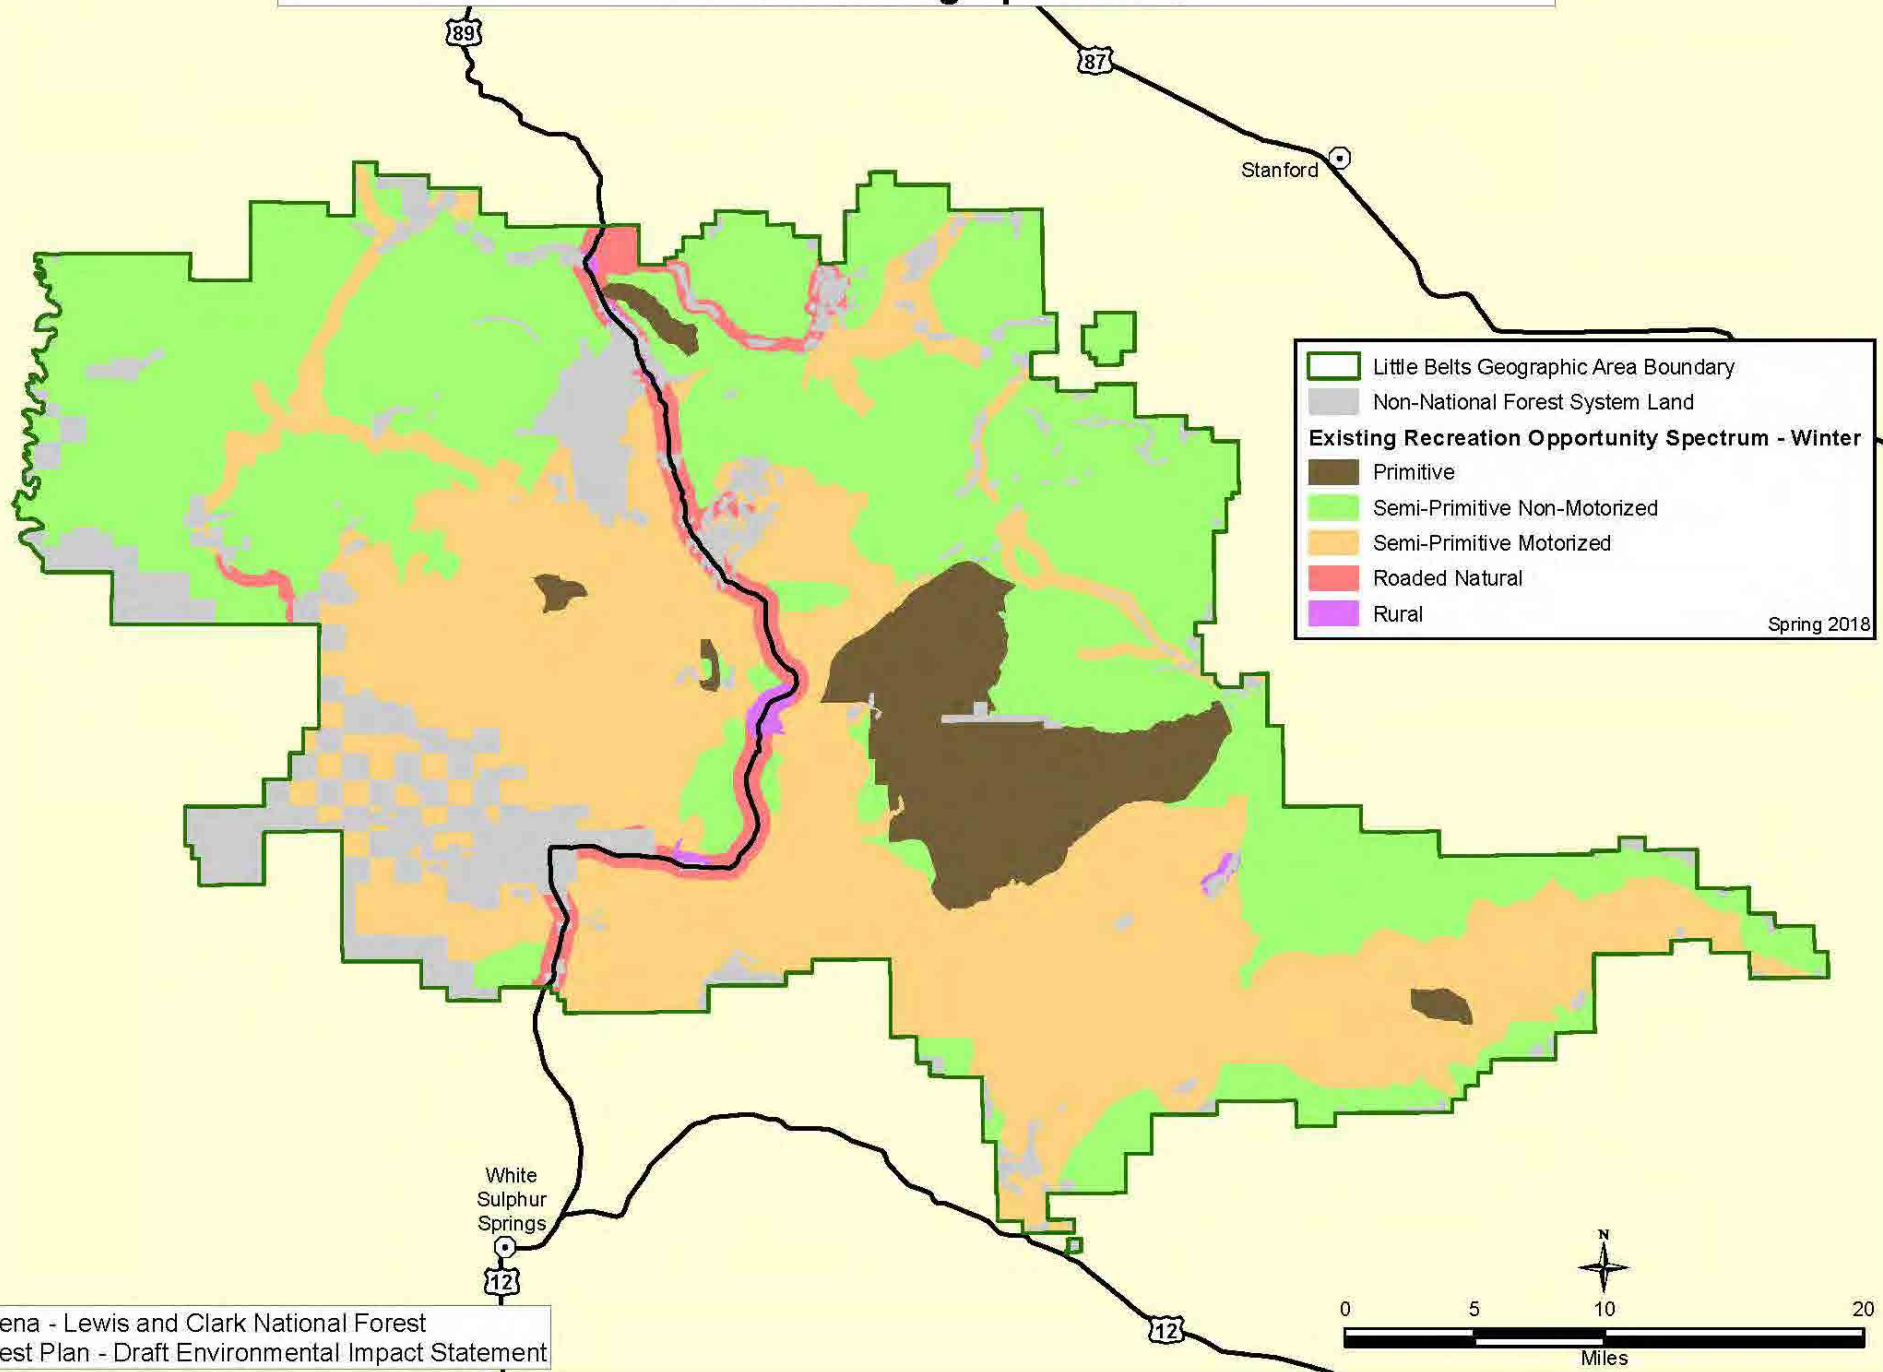 89
87
Stanford
Little Belts Geographic Area Boundary
Non-National Forest System Land
Existing Recreation Opportunity Spectrum - Winter
Primitive
Semi-Primitive Non-Motorized
Semi-Primitive Motorized
Roaded Natural
Rural
Spring 2018
White
Sulphur
Springs
12
12
N
0 5 10 20
Miles
ena - Lewis and Clark National Forest
est Plan - Draft Environmental Impact Statement